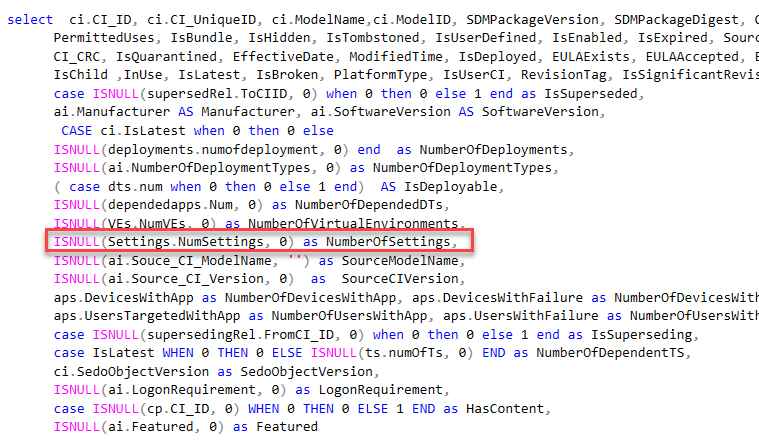 select ci.CI_ID, ci.CI_UniqueID, ci.ModelName,ci.ModelID, SDMPackageVersion, SDMPackageDigest,
PermittedUses, IsBundle, IsHidden, IsTombstoned, IsUserDefined, IsEnabled, IsExpired, Sour
CI_CRC, IsQuarantined, EffectiveDate, ModifiedTime, IsDeployed, EULAExists, EULAAccepted,
IsChild ,InUse, IsLatest, IsBroken, PlatformType, IsUserCI, RevisionTag, IsSignificantRevis
case ISNULL(supersedRel.ToCIID, 0) when 0 then 0 else 1 end as IsSuperseded,
ai.Manufacturer AS Manufacturer, ai.SoftwareVersion AS SoftwareVersion,
CASE ci.IsLatest when 0 then 0 else
ISNULL(deployments.numofdeployment, 0) end as NumberOfDeployments,
ISNULL(ai.NumberOfDeploymentTypes, 0) as NumberOfDeploymentTypes,
( case dts.num when 0 then 0 else 1 end) AS IsDeployable,
ISNULL(dependedapps.Num, 0) as NumberOfDependedDTs,
ISNULL(VEs.NumVEs, 0) as NumberOfVirtualEnvironments,
ISNULL(Settings.NumSettings, 0) as NumberOfSettings,
ISNULL(ai.Souce_CI_ModelName, '') as SourceModelName,
ISNULL(ai.Source_CI_Version, 0) as SourceCIVersion,
aps.DevicesWithApp as NumberOfDevicesWithApp, aps.DevicesWithFailure as NumberOfDevicesWith
aps.UsersTargetedWithApp as NumberOfUsersWithApp, aps.UsersWithFailure as NumberOfUsersWith
case ISNULL(supersedingRel.FromCI_ID, 0) when 0 then 0 else 1 end as IsSuperseding,
case IsLatest WHEN 0 THEN 0 ELSE ISNULL(ts.numOfTs, 0) END as NumberOfDependentTS,
ci.SedoObjectVersion as SedoObjectVersion,
ISNULL(ai.LogonRequirement, 0) as LogonRequirement,
case ISNULL(cp.CI_ID, 0) WHEN 0 THEN 0 ELSE 1 END as HasContent,
ISNULL(ai.Featured, 0) as Featured